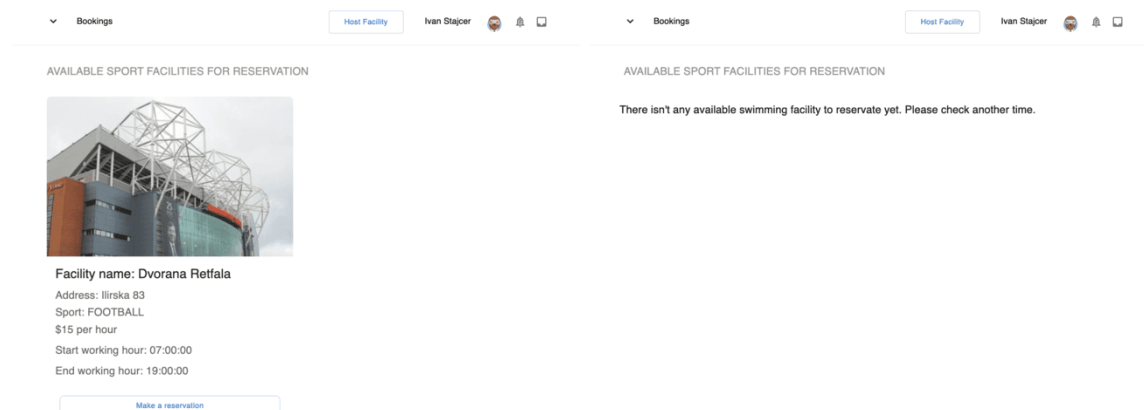 Bookings
Host Facility
Ivan Stajcer
AVAILABLE SPORT FACILITIES FOR RESERVATION
Facility name: Dvorana Retfala
Address: Ilirska 83
Sport: FOOTBALL
$15 per hour
Start working hour: 07:00:00
End working hour: 19:00:00
Make a reservation
Bookings
Host Facility
Ivan Stajcer
AVAILABLE SPORT FACILITIES FOR RESERVATION
There isn't any available swimming facility to reservate yet. Please check another time.